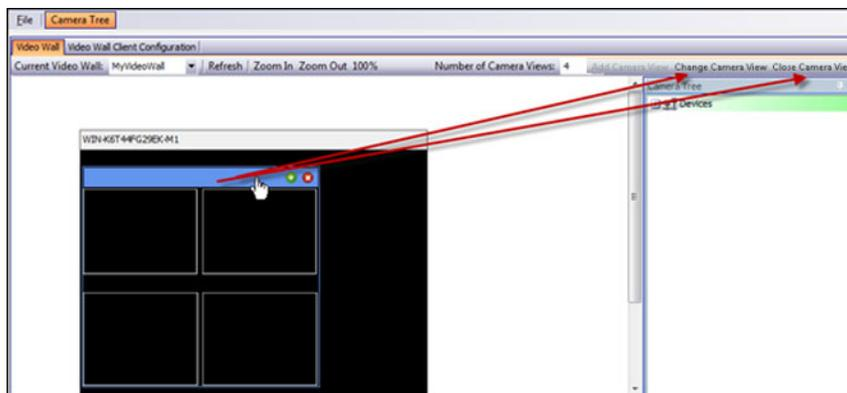 File Camera Tree
Video Wall Video Wall Client Configuration
Current Video Wall: MyVideoWall Refresh Zoom In Zoom Out 100% Number of Camera Views: 4 Add Camera View Change Camera View Close Camera Vie
Camera Tree
Devices
WIN-K6T44FG29EK-M1